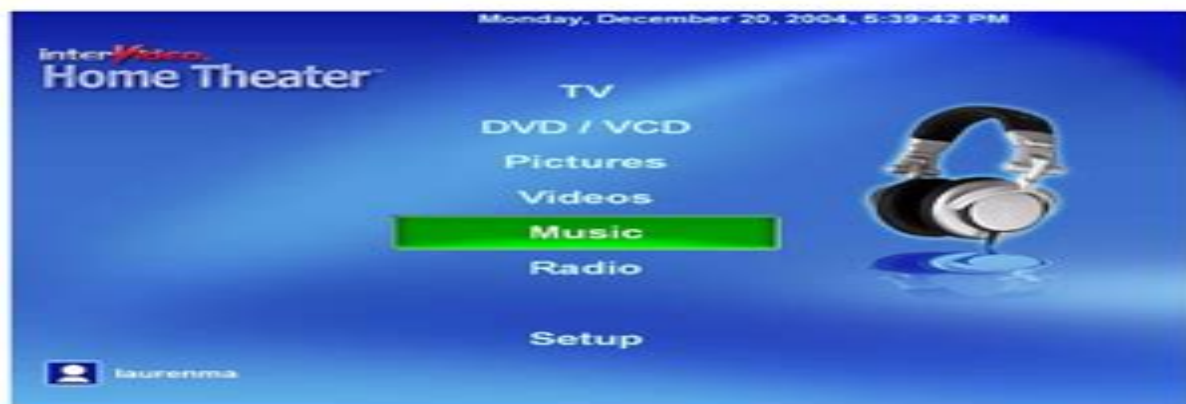 Monday, December 20, 2004, 5:39:42 PM
InterVideo.
Home Theater
TV
DVD / VCD
Pictures
Videos
Music
Radio
Setup
laurenma